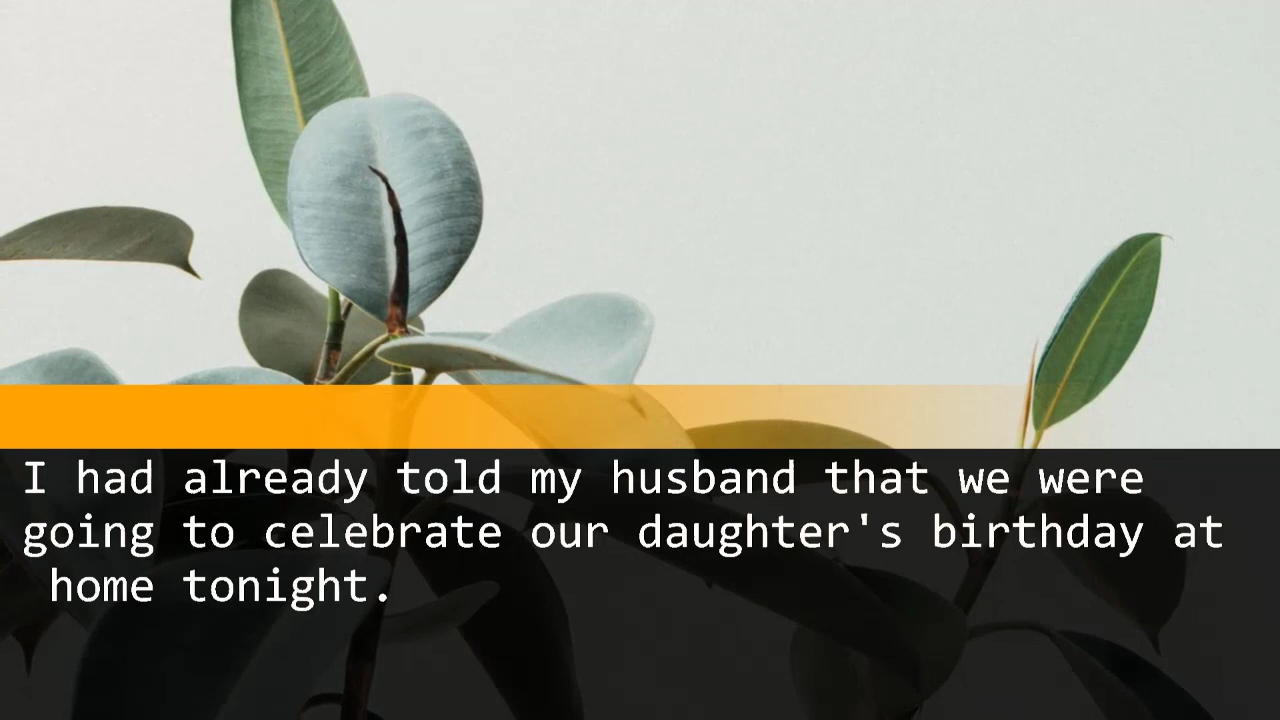 I had already told my husband that we were
going to celebrate our daughter's birthday at
home tonight.